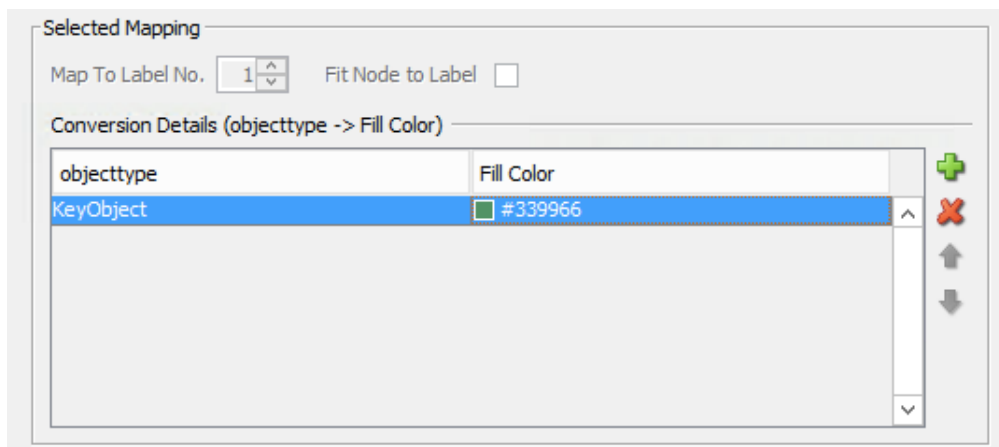 Selected Mapping
Map To Label No. 1 Fit Node to Label
Conversion Details (objecttype -> Fill Color)
objecttype Fill Color
KeyObject #339966